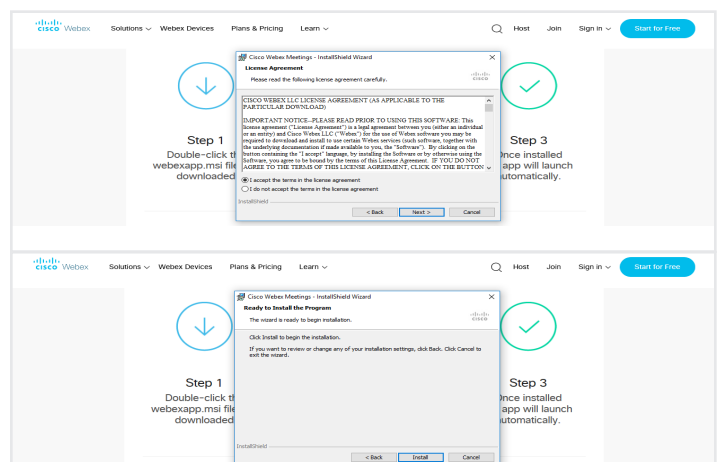 cisco Webex Solutions Webex Devices Plans & Pricing Learn Host Join Sign in Start for Free
Cisco Webex Meetings - InstallShield Wizard
License Agreement
Please read the following license agreement carefully.
cisco
CISCO WEBEX LLC LICENSE AGREEMENT (AS APPLICABLE TO THE
PARTICULAR DOWNLOAD)
IMPORTANT NOTICE--PLEASE READ PRIOR TO USING THIS SOFTWARE: This
license agreement ("License Agreement") is a legal agreement between you (either an individual
or an entity) and Cisco Webex LLC ("Webex") for the use of Webex software you may be
required to download and install to use certain Webex services (such software, together with
the underlying documentation if made available to you, the "Software"). By clicking on the
button containing the "I accept" language, by installing the Software or by otherwise using the
Software, you agree to be bound by the terms of this License Agreement. IF YOU DO NOT
AGREE TO THE TERMS OF THIS LICENSE AGREEMENT, CLICK ON THE BUTTON
I accept the terms in the license agreement
I do not accept the terms in the license agreement
InstallShield
< Back Next > Cancel
Step 1
Double-click th
webexapp.msi file
downloaded
Step 3
Once installed
app will launch
automatically.
cisco Webex Solutions Webex Devices Plans & Pricing Learn Host Join Sign in Start for Free
Cisco Webex Meetings - InstallShield Wizard
Ready to Install the Program
The wizard is ready to begin installation.
cisco
Click Install to begin the installation.
If you want to review or change any of your installation settings, click Back. Click Cancel to
exit the wizard.
InstallShield
< Back Install Cancel
Step 1
Double-click th
webexapp.msi file
downloaded
Step 3
Once installed
app will launch
automatically.